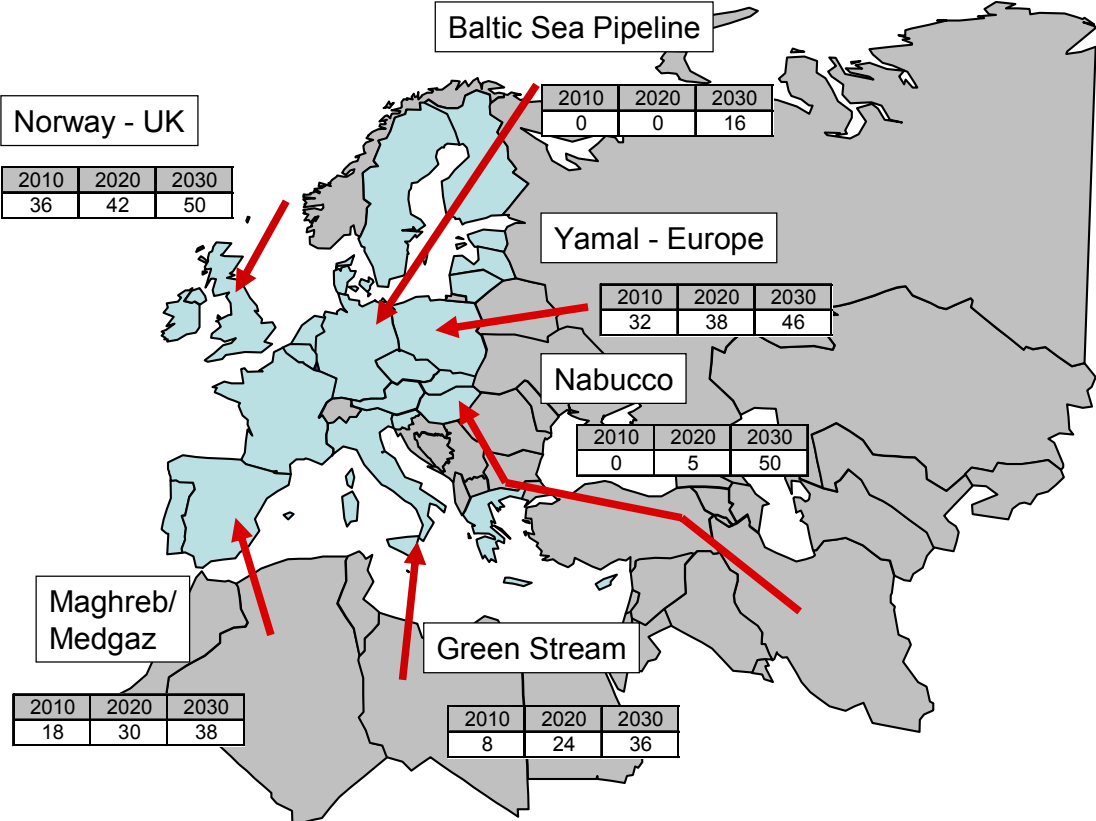 Baltic Sea Pipeline
2010 2020 2030
0 0 16
Norway - UK
2010 2020 2030
36 42 50
Yamal - Europe
2010 2020 2030
32 38 46
Nabucco
2010 2020 2030
0 5 50
Maghreb/
Medgaz
2010 2020 2030
18 30 38
Green Stream
2010 2020 2030
8 24 36